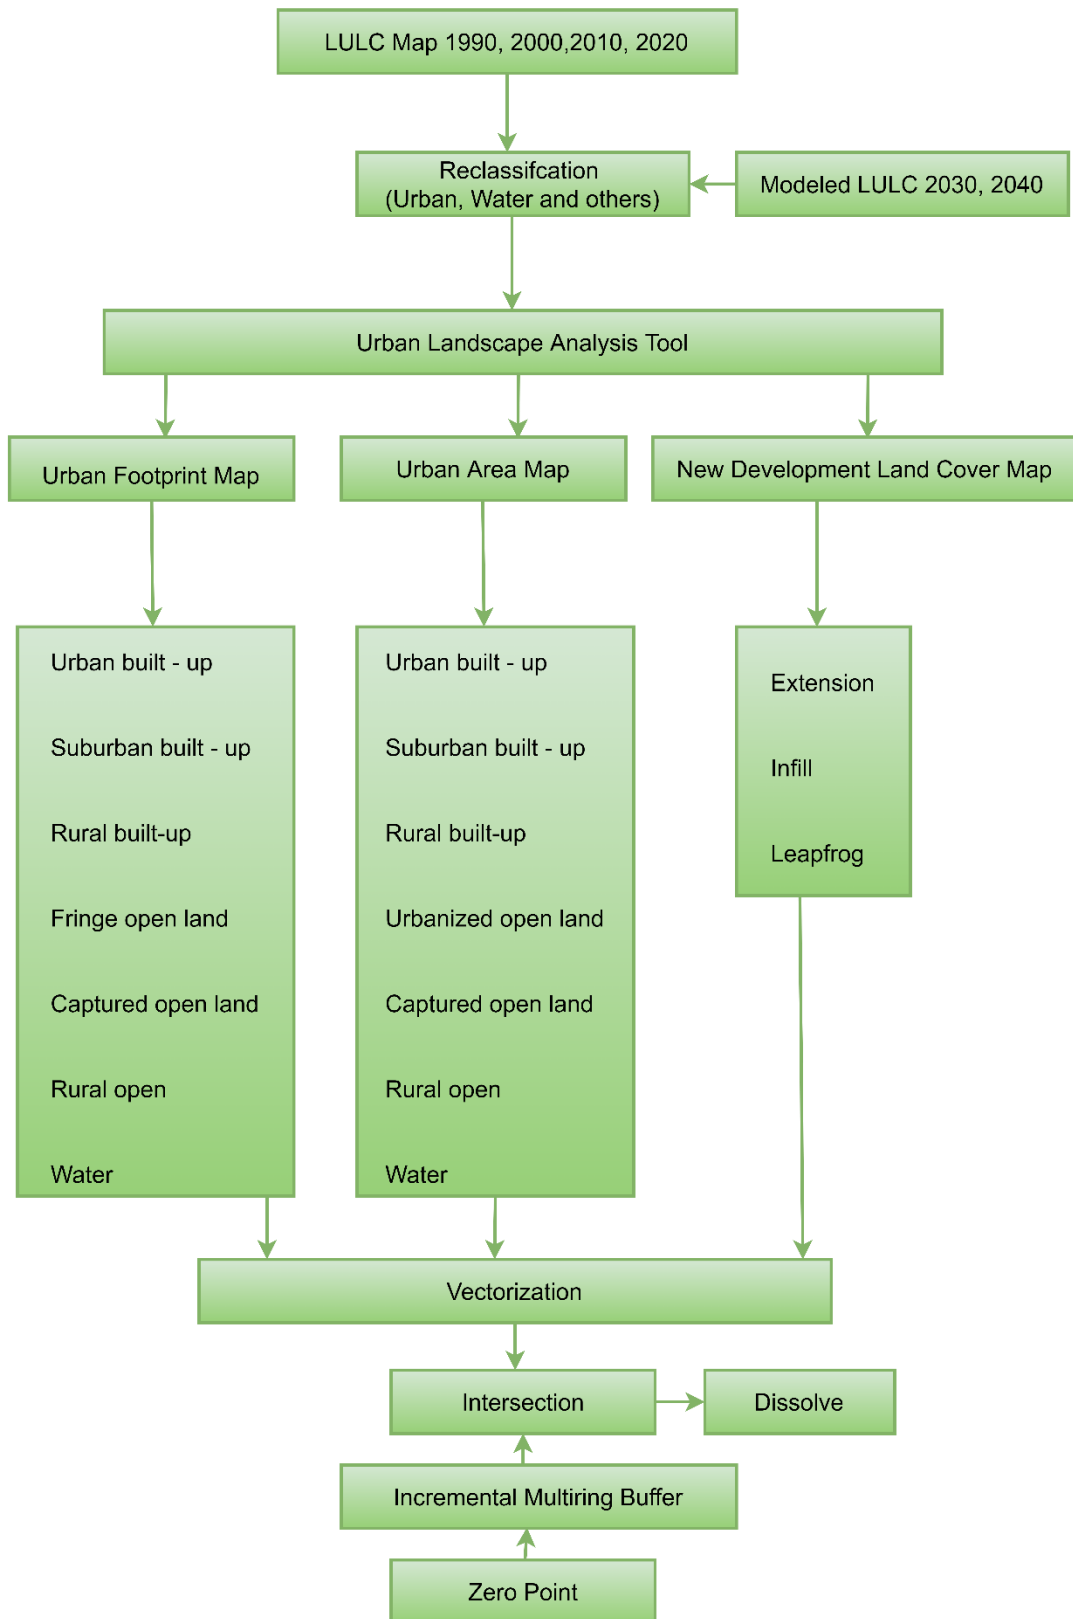 LULC Map 1990, 2000,2010, 2020
Reclassifcation
(Urban, Water and others)
Modeled LULC 2030, 2040
Urban Landscape Analysis Tool
Urban Footprint Map
Urban Area Map
New Development Land Cover Map
Urban built - up
Suburban built - up
Rural built-up
Fringe open land
Captured open land
Rural open
Water
Urban built - up
Suburban built - up
Rural built-up
Urbanized open land
Captured open land
Rural open
Water
Extension
Infill
Leapfrog
Vectorization
Intersection
Dissolve
Incremental Multiring Buffer
Zero Point